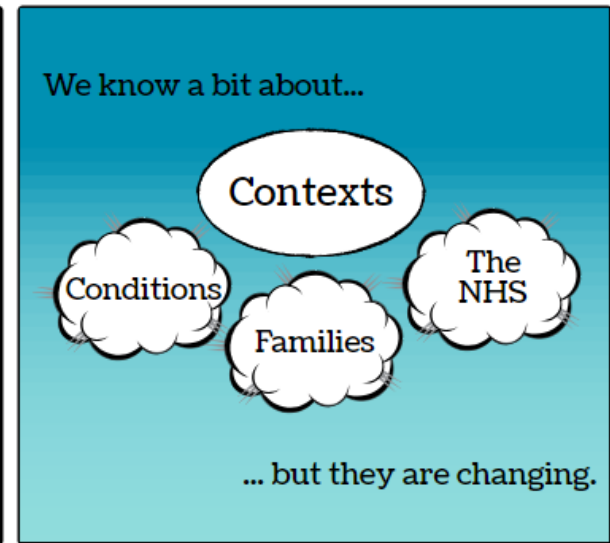 We know a bit about...
Contexts
Conditions
Families
The
NHS
... but they are changing.